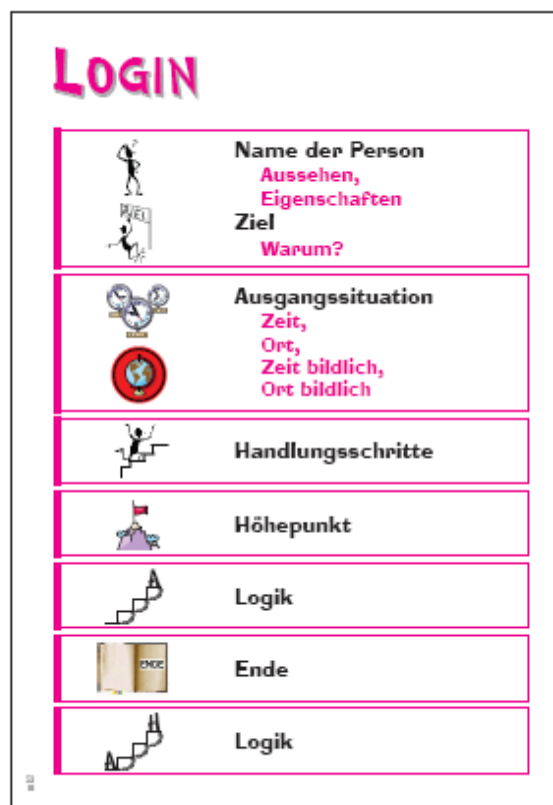 LOGIN
Name der Person
Aussehen,
Eigenschaften
ZIEL
Ziel
Warum?
Ausgangssituation
Zeit,
Ort,
Zeit bildlich,
Ort bildlich
Handlungsschritte
Höhepunkt
A
Logik
ENDE
Ende
H
A
Logik